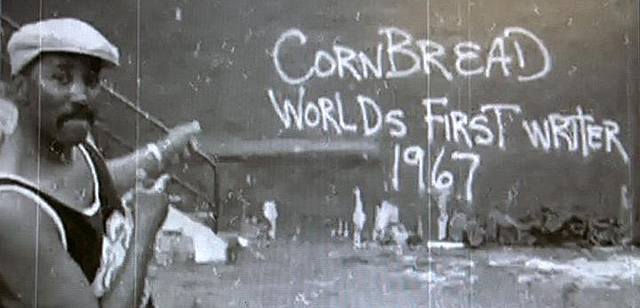 CORNBREAD
WORLDS FIRST WRITER
1967